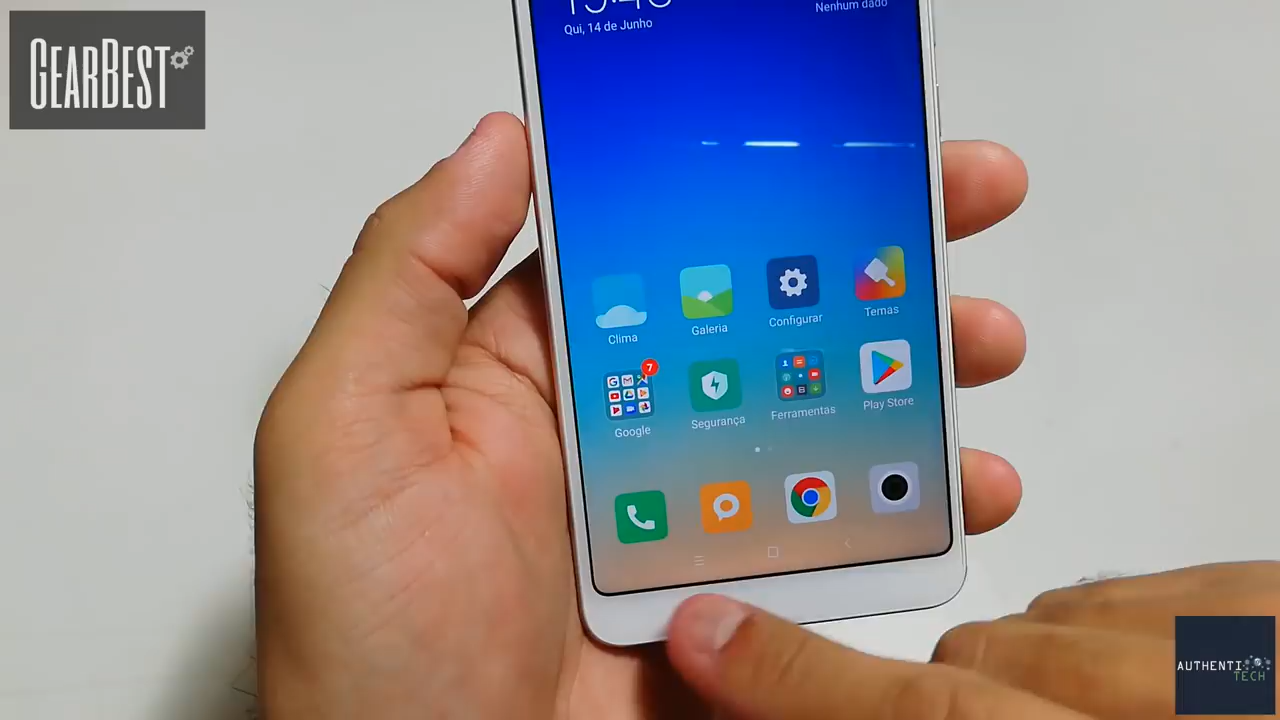 GEARBEST
Nenhum dado
Qui, 14 de Junho
Clima
Galeria
Configurar
Temas
7
Google
Segurança
Ferramentas
Play Store
AUTHENTI
TECH